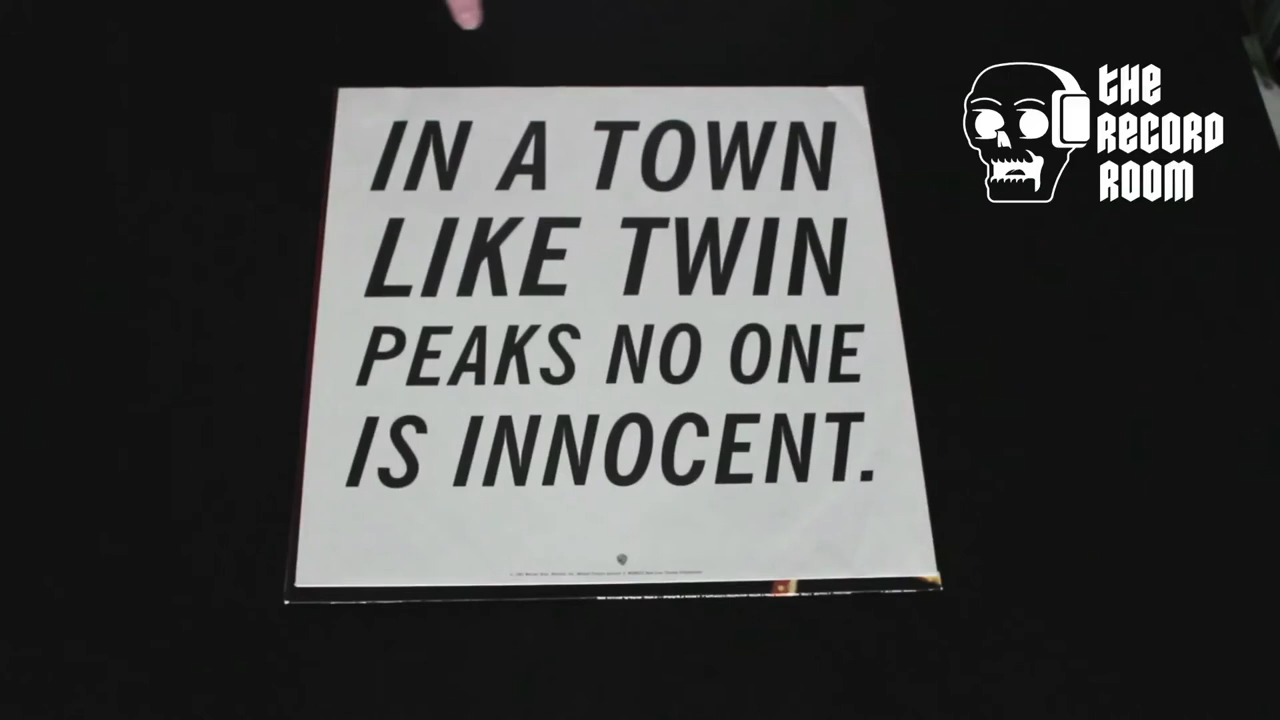 IN A TOWN
LIKE TWIN
PEAKS NO ONE
IS INNOCENT.
THE
RECORD
ROOM